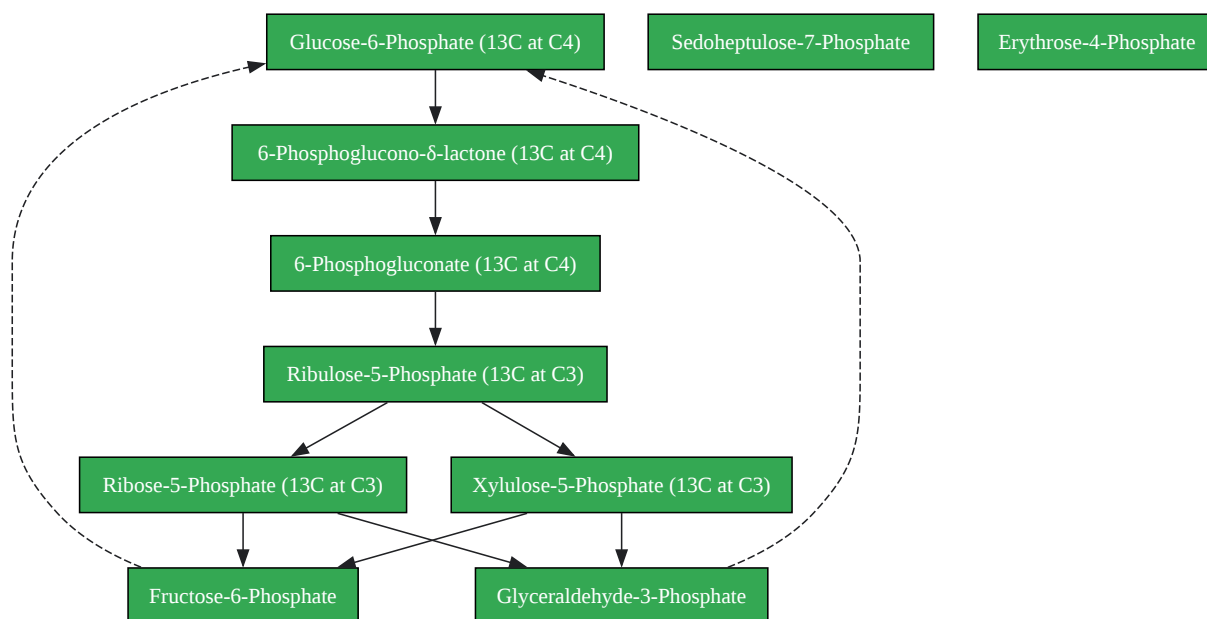 Glucose-6-Phosphate (13C at C4)
Sedoheptulose-7-Phosphate
Erythrose-4-Phosphate
6-Phosphoglucono-δ-lactone (13C at C4)
6-Phosphogluconate (13C at C4)
Ribulose-5-Phosphate (13C at C3)
Ribose-5-Phosphate (13C at C3)
Xylulose-5-Phosphate (13C at C3)
Fructose-6-Phosphate
Glyceraldehyde-3-Phosphate